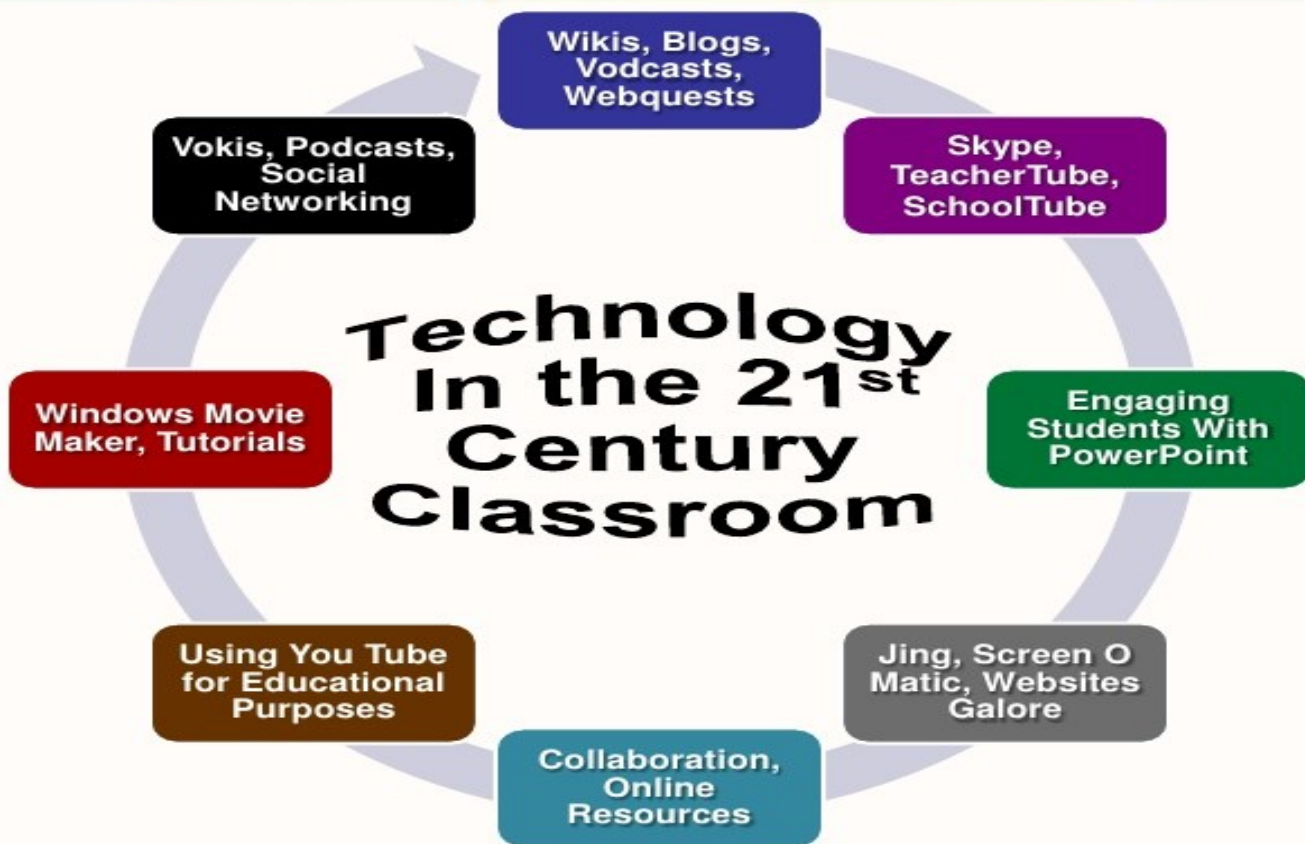 Technology
In the 21st
Century
Classroom
Wikis, Blogs,
Vodcasts,
Webquests
Skype,
TeacherTube,
SchoolTube
Engaging
Students With
PowerPoint
Jing, Screen O
Matic, Websites
Galore
Collaboration,
Online
Resources
Using You Tube
for Educational
Purposes
Windows Movie
Maker, Tutorials
Vokis, Podcasts,
Social
Networking